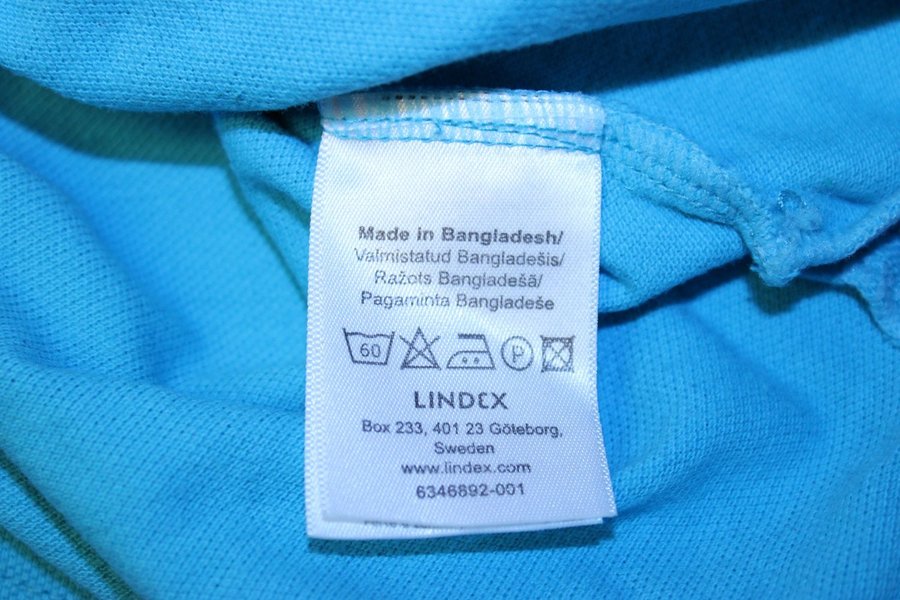 Made in Bangladesh/
Valmistatud Bangladešis/
Ražots Bangladešā/
Pagaminta Bangladeše
60 P
LINDEX
Box 233, 401 23 Göteborg,
Sweden
www.lindex.com
6346892-001